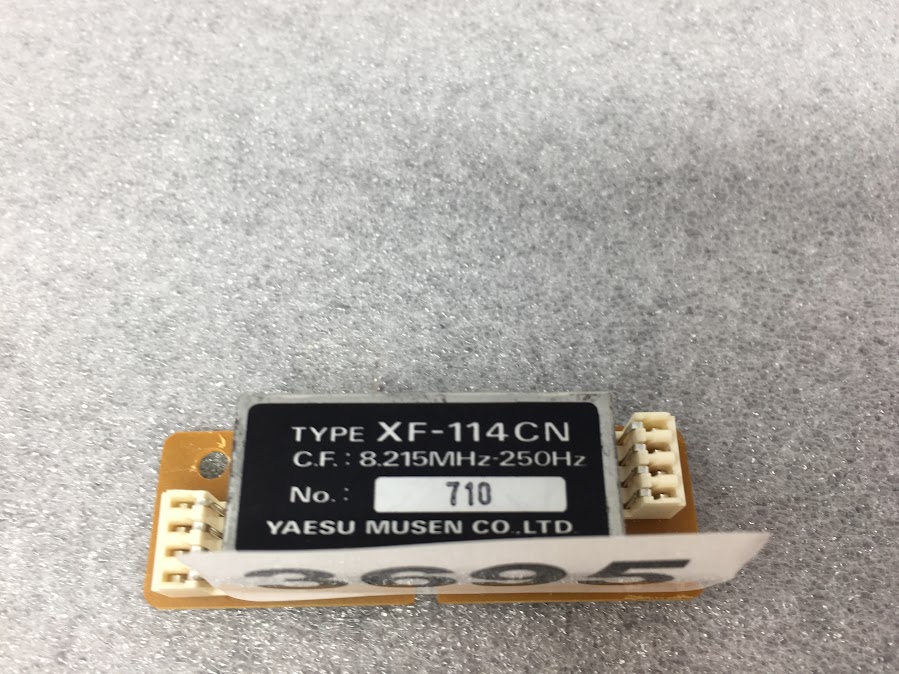 TYPE XF-114CN
C.F.: 8.215MHz-250Hz
No.: 710
YAESU MUSEN CO.,LTD.
3695